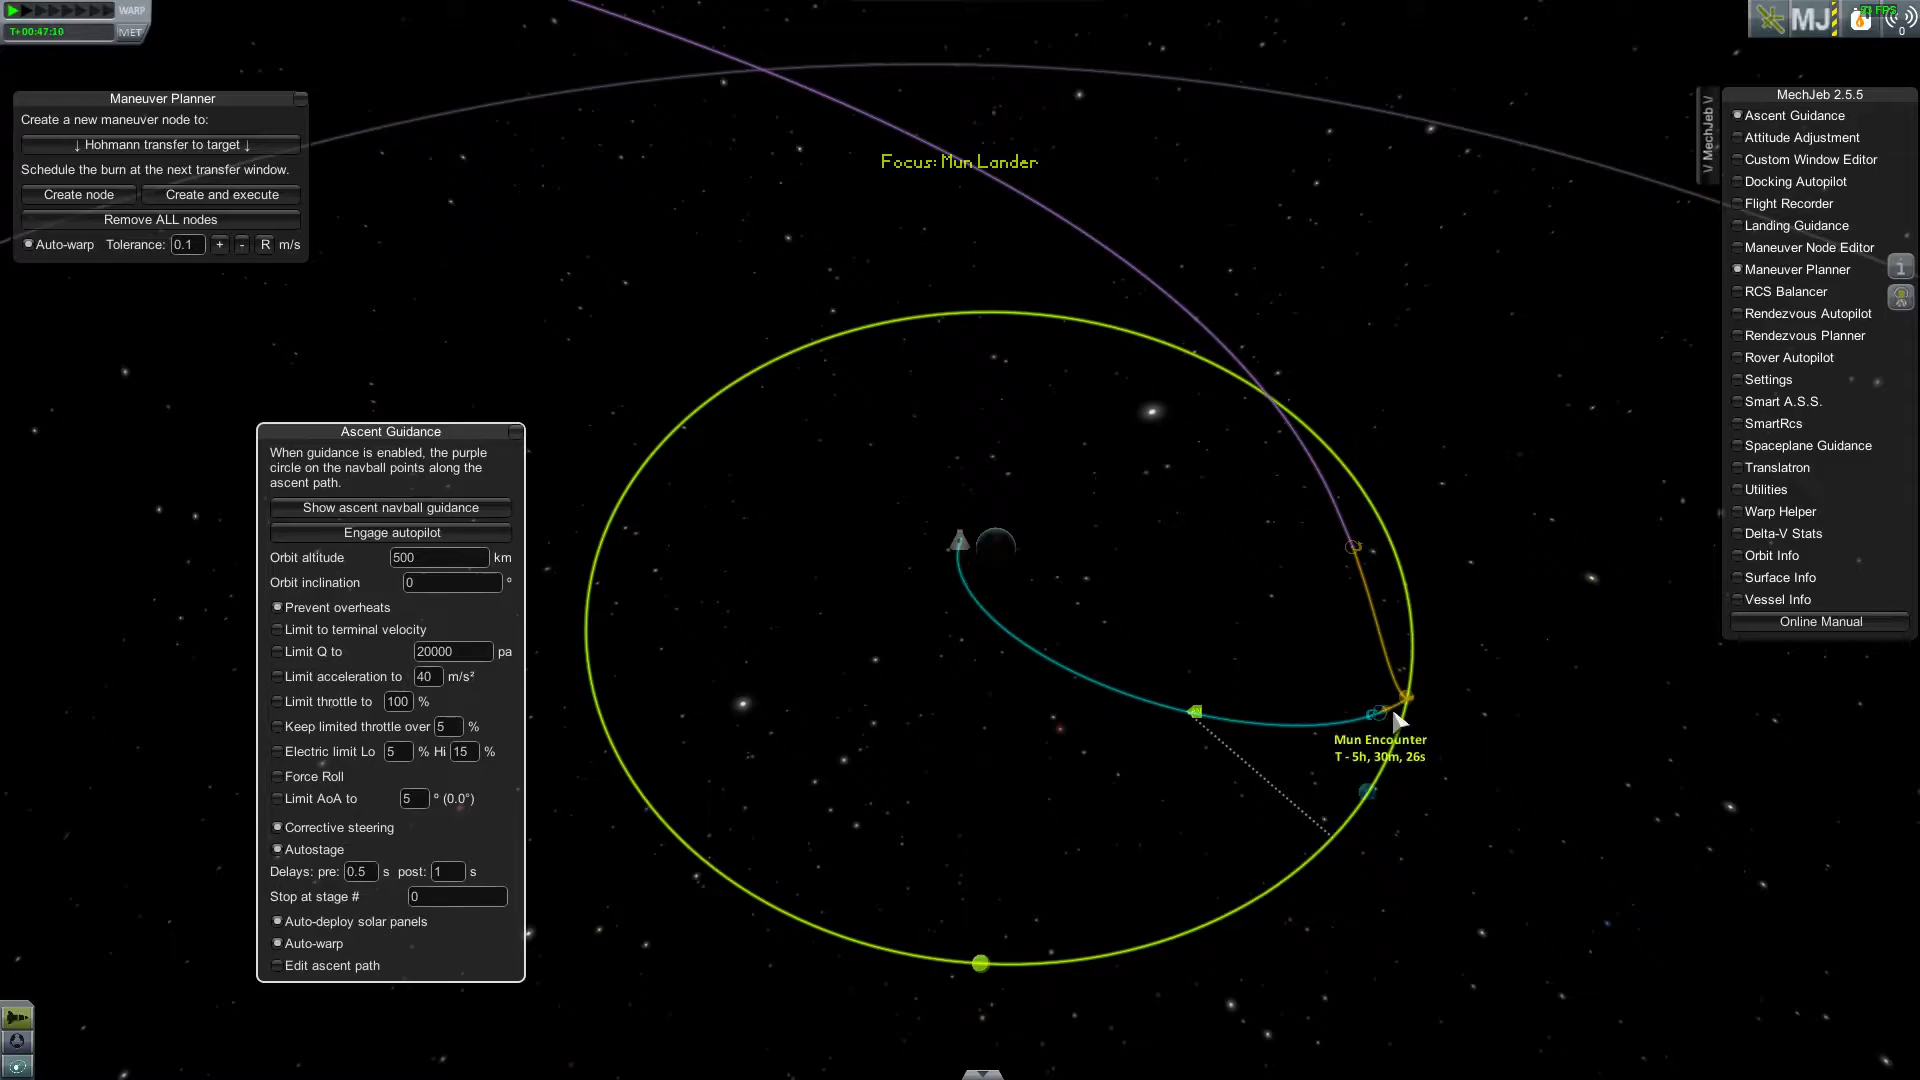 WARP
T+00:47:10
MET
MJ
FPS
0
Maneuver Planner
Create a new maneuver node to:
↓ Hohmann transfer to target ↓
Schedule the burn at the next transfer window.
Create node Create and execute
Remove ALL nodes
Auto-warp Tolerance: 0.1 + - R m/s
Focus: Mun Lander
Ascent Guidance
When guidance is enabled, the purple
circle on the navball points along the
ascent path.
Show ascent navball guidance
Engage autopilot
Orbit altitude 500 km
Orbit inclination 0 º
Prevent overheats
Limit to terminal velocity
Limit Q to 20000 pa
Limit acceleration to 40 m/s²
Limit throttle to 100 %
Keep limited throttle over 5 %
Electric limit Lo 5 % Hi 15 %
Force Roll
Limit AoA to 5 º (0.0°)
Corrective steering
Autostage
Delays: pre: 0.5 s post: 1 s
Stop at stage # 0
Auto-deploy solar panels
Auto-warp
Edit ascent path
Mun Encounter
T - 5h, 30m, 26s
V MechJeb V
MechJeb 2.5.5
Ascent Guidance
Attitude Adjustment
Custom Window Editor
Docking Autopilot
Flight Recorder
Landing Guidance
Maneuver Node Editor
Maneuver Planner
RCS Balancer
Rendezvous Autopilot
Rendezvous Planner
Rover Autopilot
Settings
Smart A.S.S.
SmartRcs
Spaceplane Guidance
Translatron
Utilities
Warp Helper
Delta-V Stats
Orbit Info
Surface Info
Vessel Info
Online Manual